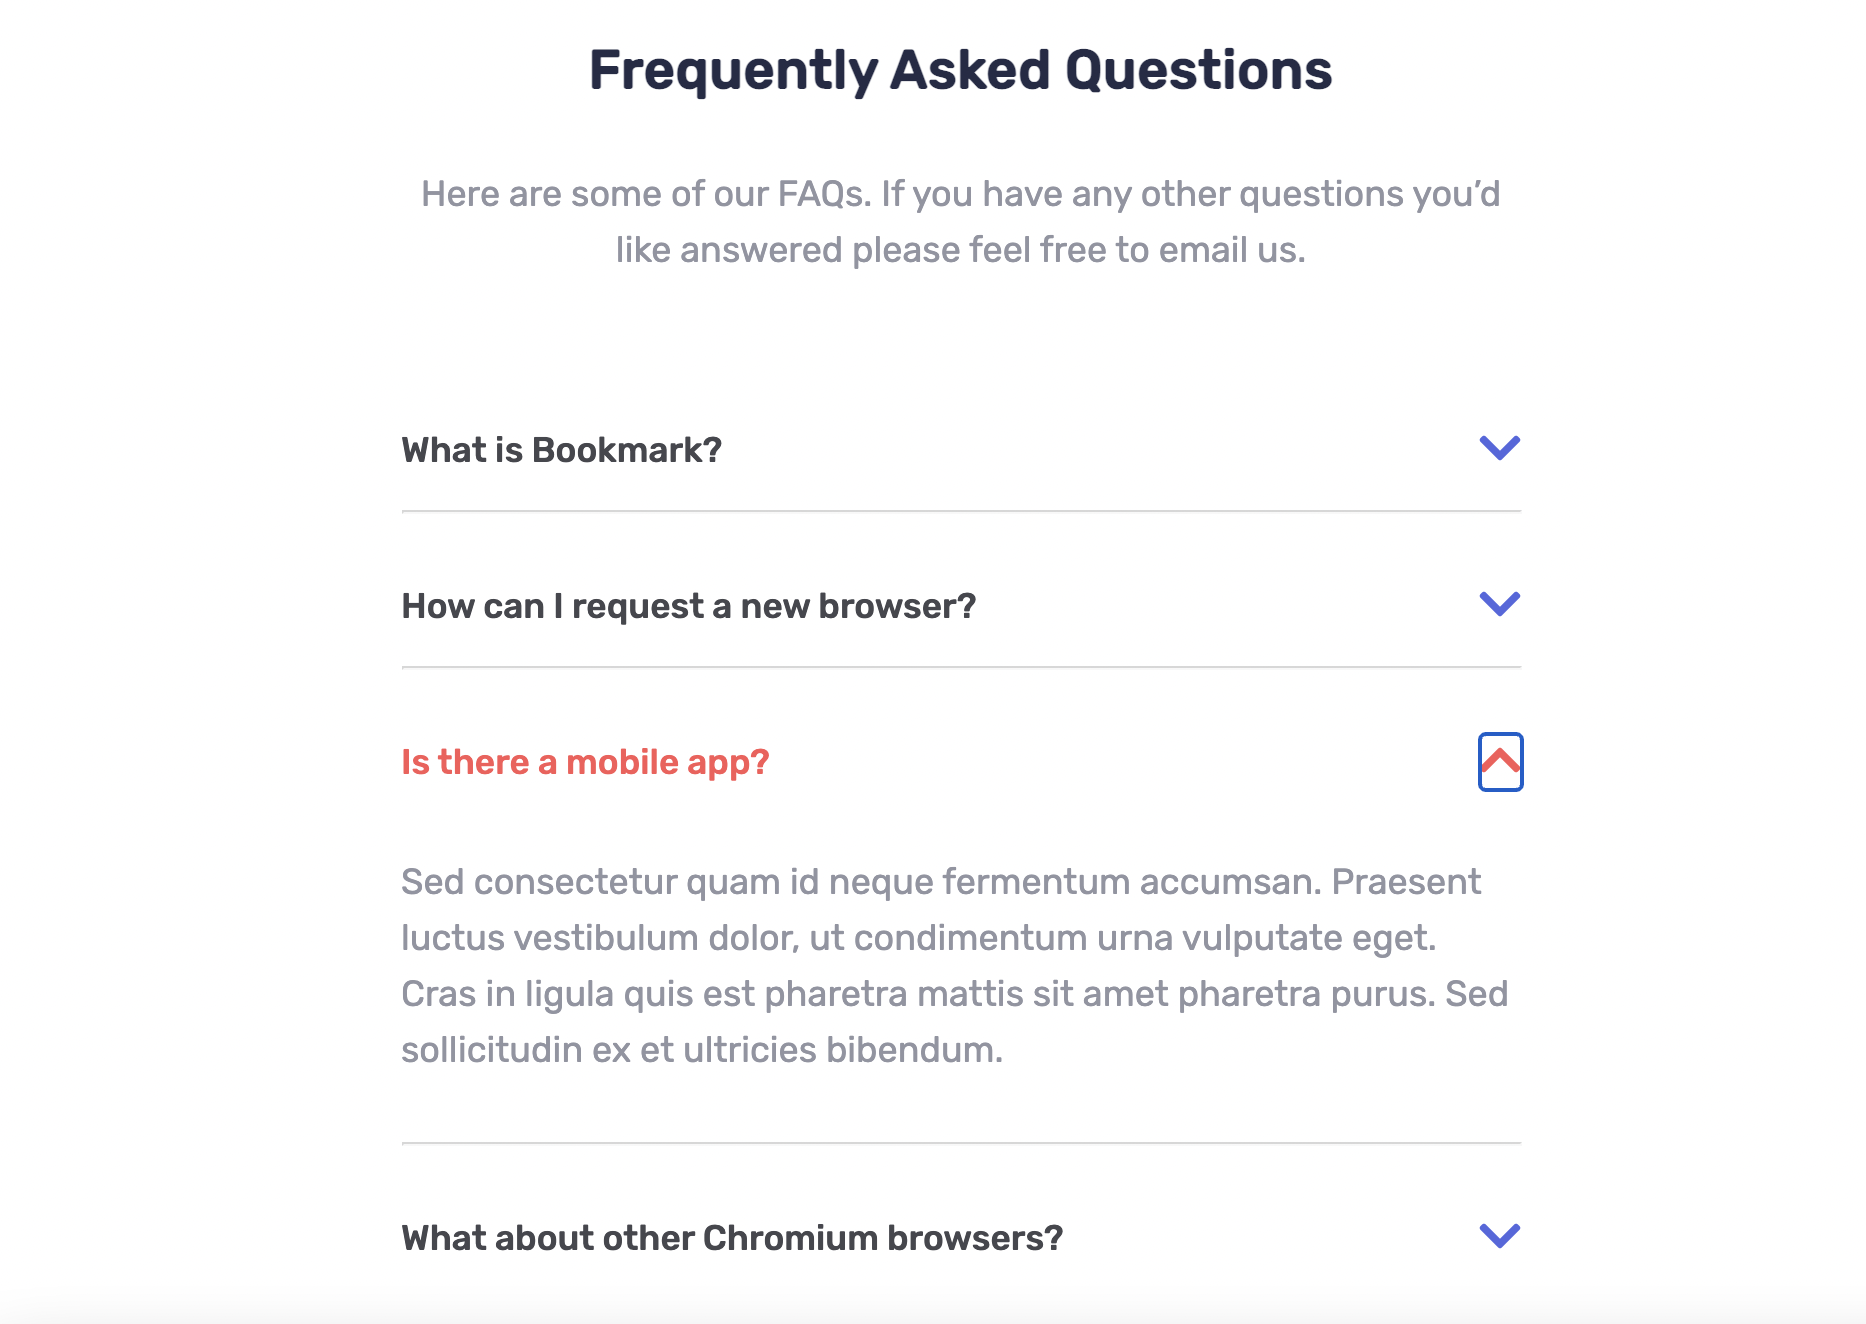 Frequently Asked Questions
Here are some of our FAQs. If you have any other questions you’d
like answered please feel free to email us.
What is Bookmark?
How can I request a new browser?
Is there a mobile app?
Sed consectetur quam id neque fermentum accumsan. Praesent
luctus vestibulum dolor, ut condimentum urna vulputate eget.
Cras in ligula quis est pharetra mattis sit amet pharetra purus. Sed
sollicitudin ex et ultricies bibendum.
What about other Chromium browsers?